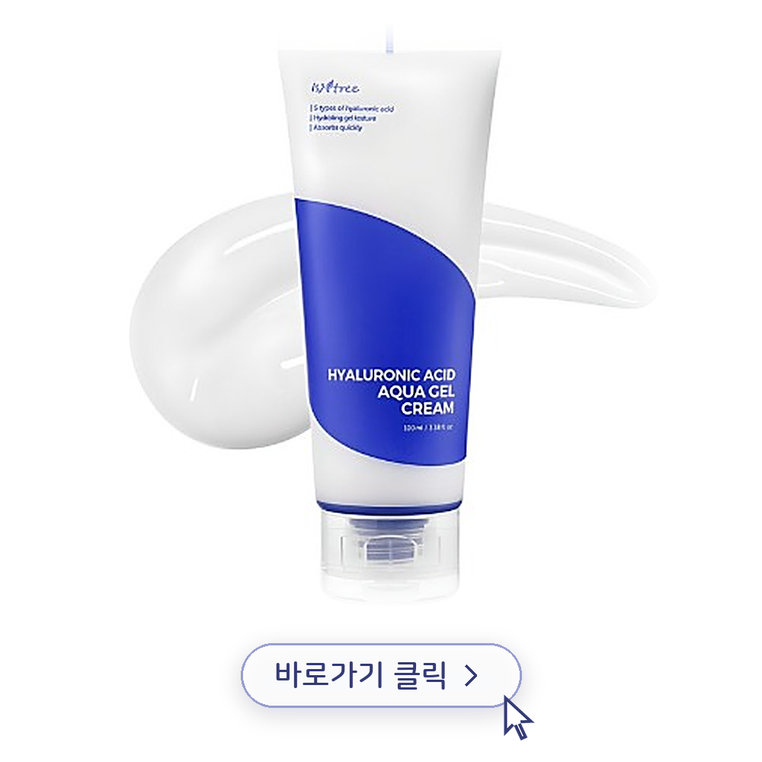 isntree
| 5 types of hyaluronic acid
| Hydrating gel texture
| Absorbs quickly
HYALURONIC ACID
AQUA GEL
CREAM
100ml / 3.38 fl. oz
바로가기 클릭 >